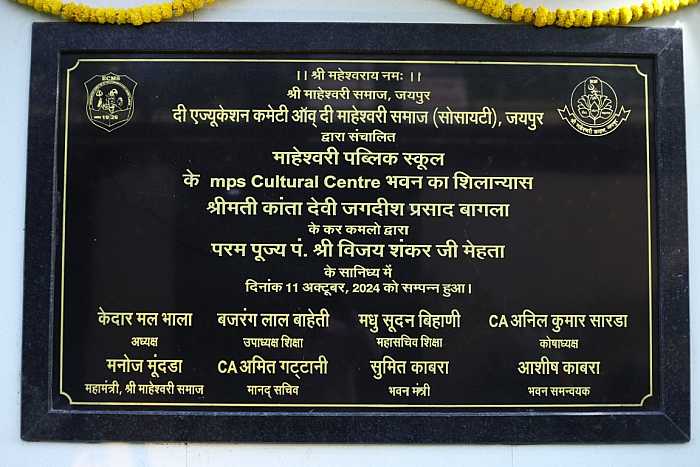 ।। श्री महेश्वराय नमः ।।
श्री माहेश्वरी समाज, जयपुर
दी एज्यूकेशन कमेटी ऑव् दी माहेश्वरी समाज (सोसायटी), जयपुर
द्वारा संचालित
माहेश्वरी पब्लिक स्कूल
के mps Cultural Centre भवन का शिलान्यास
श्रीमती कांता देवी जगदीश प्रसाद बागला
के कर कमलो द्वारा
परम पूज्य पं. श्री विजय शंकर जी मेहता
के सानिध्य में
दिनांक 11 अक्टूबर, 2024 को सम्पन्न हुआ।
केदार मल भाला बजरंग लाल बाहेती मधु सूदन बिहाणी CA अनिल कुमार सारडा
अध्यक्ष उपाध्यक्ष शिक्षा महासचिव शिक्षा कोषाध्यक्ष
मनोज मूंदडा CA अमित गट्टानी सुमित काबरा आशीष काबरा
महामंत्री, श्री माहेश्वरी समाज मानद् सचिव भवन मंत्री भवन समन्वयक
ECMS